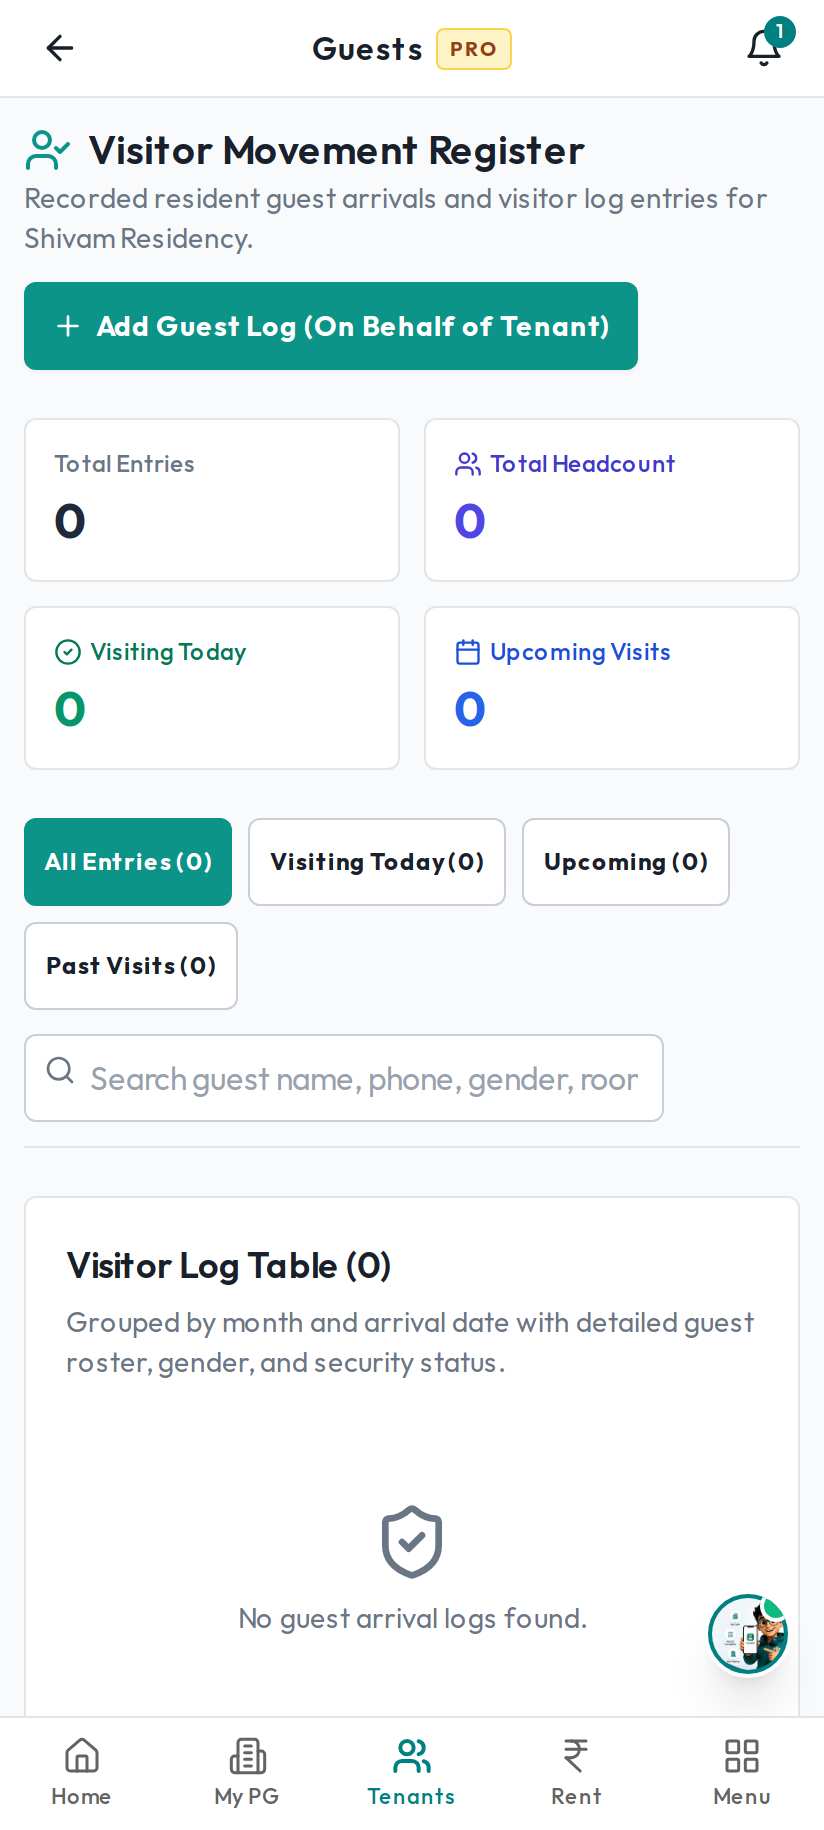 Guests PRO
1
Visitor Movement Register
Recorded resident guest arrivals and visitor log entries for
Shivam Residency.
Add Guest Log (On Behalf of Tenant)
Total Entries
0
Total Headcount
0
Visiting Today
0
Upcoming Visits
0
All Entries (0)
Visiting Today (0)
Upcoming (0)
Past Visits (0)
Search guest name, phone, gender,
Visitor Log Table (0)
Grouped by month and arrival date with detailed guest
roster, gender, and security status.
No guest arrival logs found.
Home
My PG
Tenants
Rent
Menu